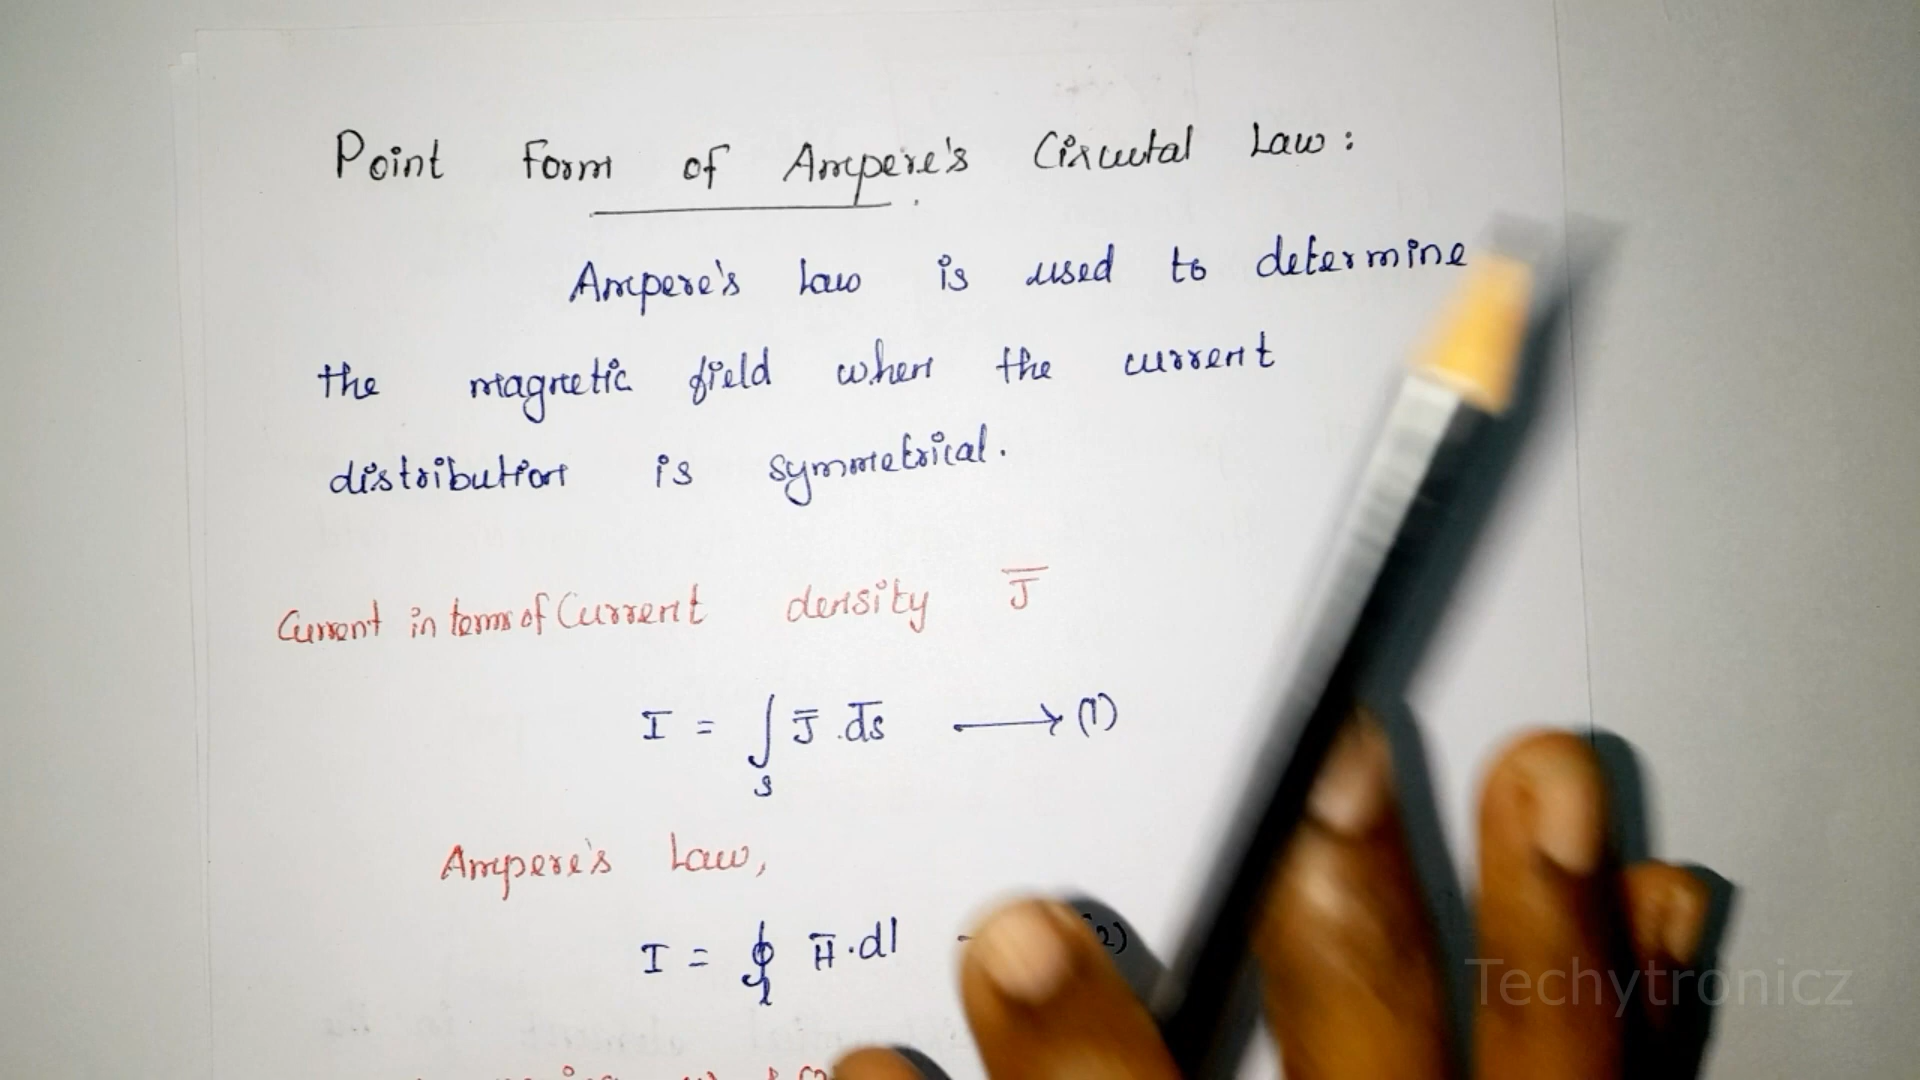 Point Form of Ampere's Circutal Law :
Ampere's law is used to determine
the magnetic field when the current
distribution is symmetrical.
Current in terms of Current density J̅
I = ∫ J̅ . d̅s̅ ⟶ (1)
s
Ampere's Law,
I = ∮ H̅ . dl (2)
l
Techytronicz